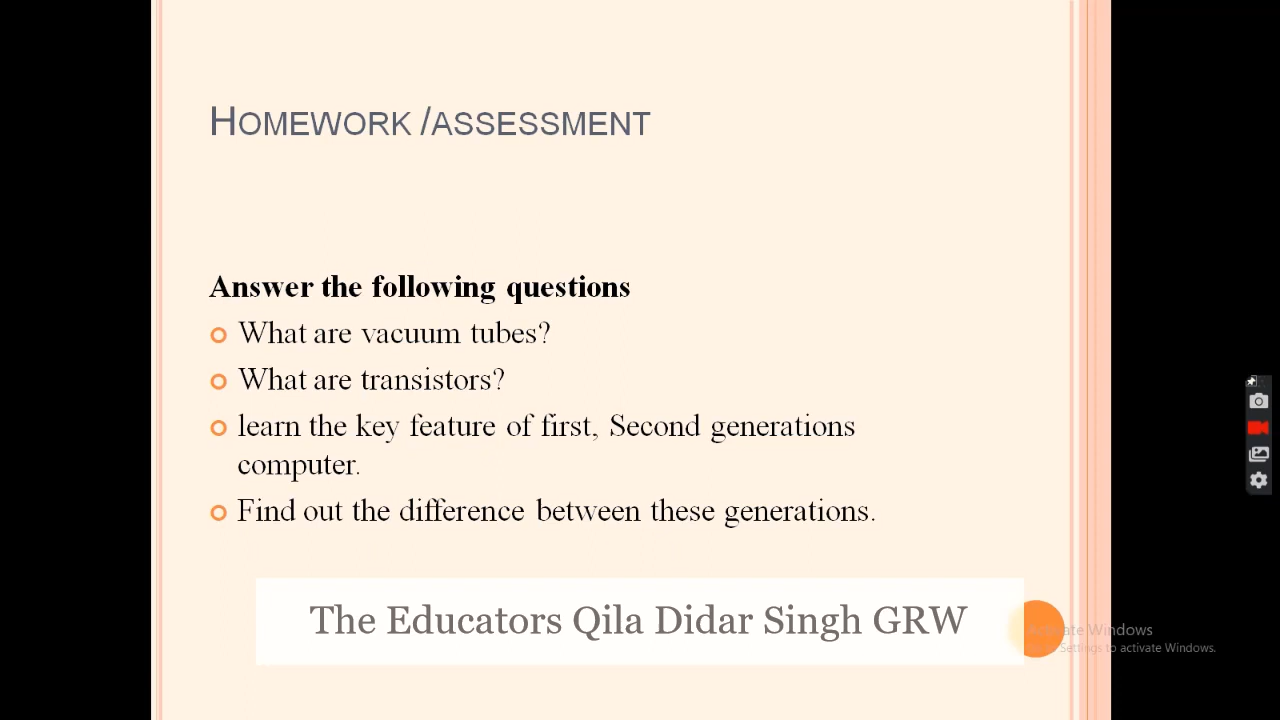 Homework /assessment
Answer the following questions
What are vacuum tubes?
What are transistors?
learn the key feature of first, Second generations
computer.
Find out the difference between these generations.
The Educators Qila Didar Singh GRW
Windows
Settings to activate Windows.